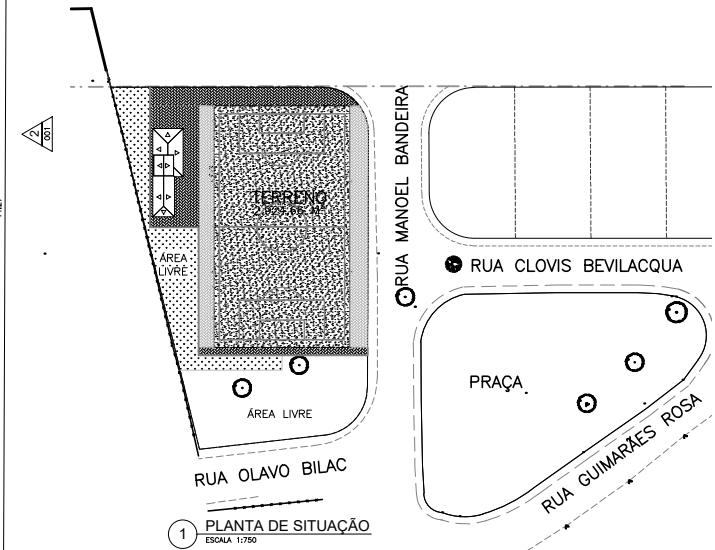 2
001
RUA MANOEL BANDEIRA
TERRENO
ÁREA
LIVRE
RUA CLOVIS BEVILACQUA
PRAÇA
ÁREA LIVRE
RUA GUIMARÃES ROSA
RUA OLAVO BILAC
1
PLANTA DE SITUAÇÃO
ESCALA 1:750